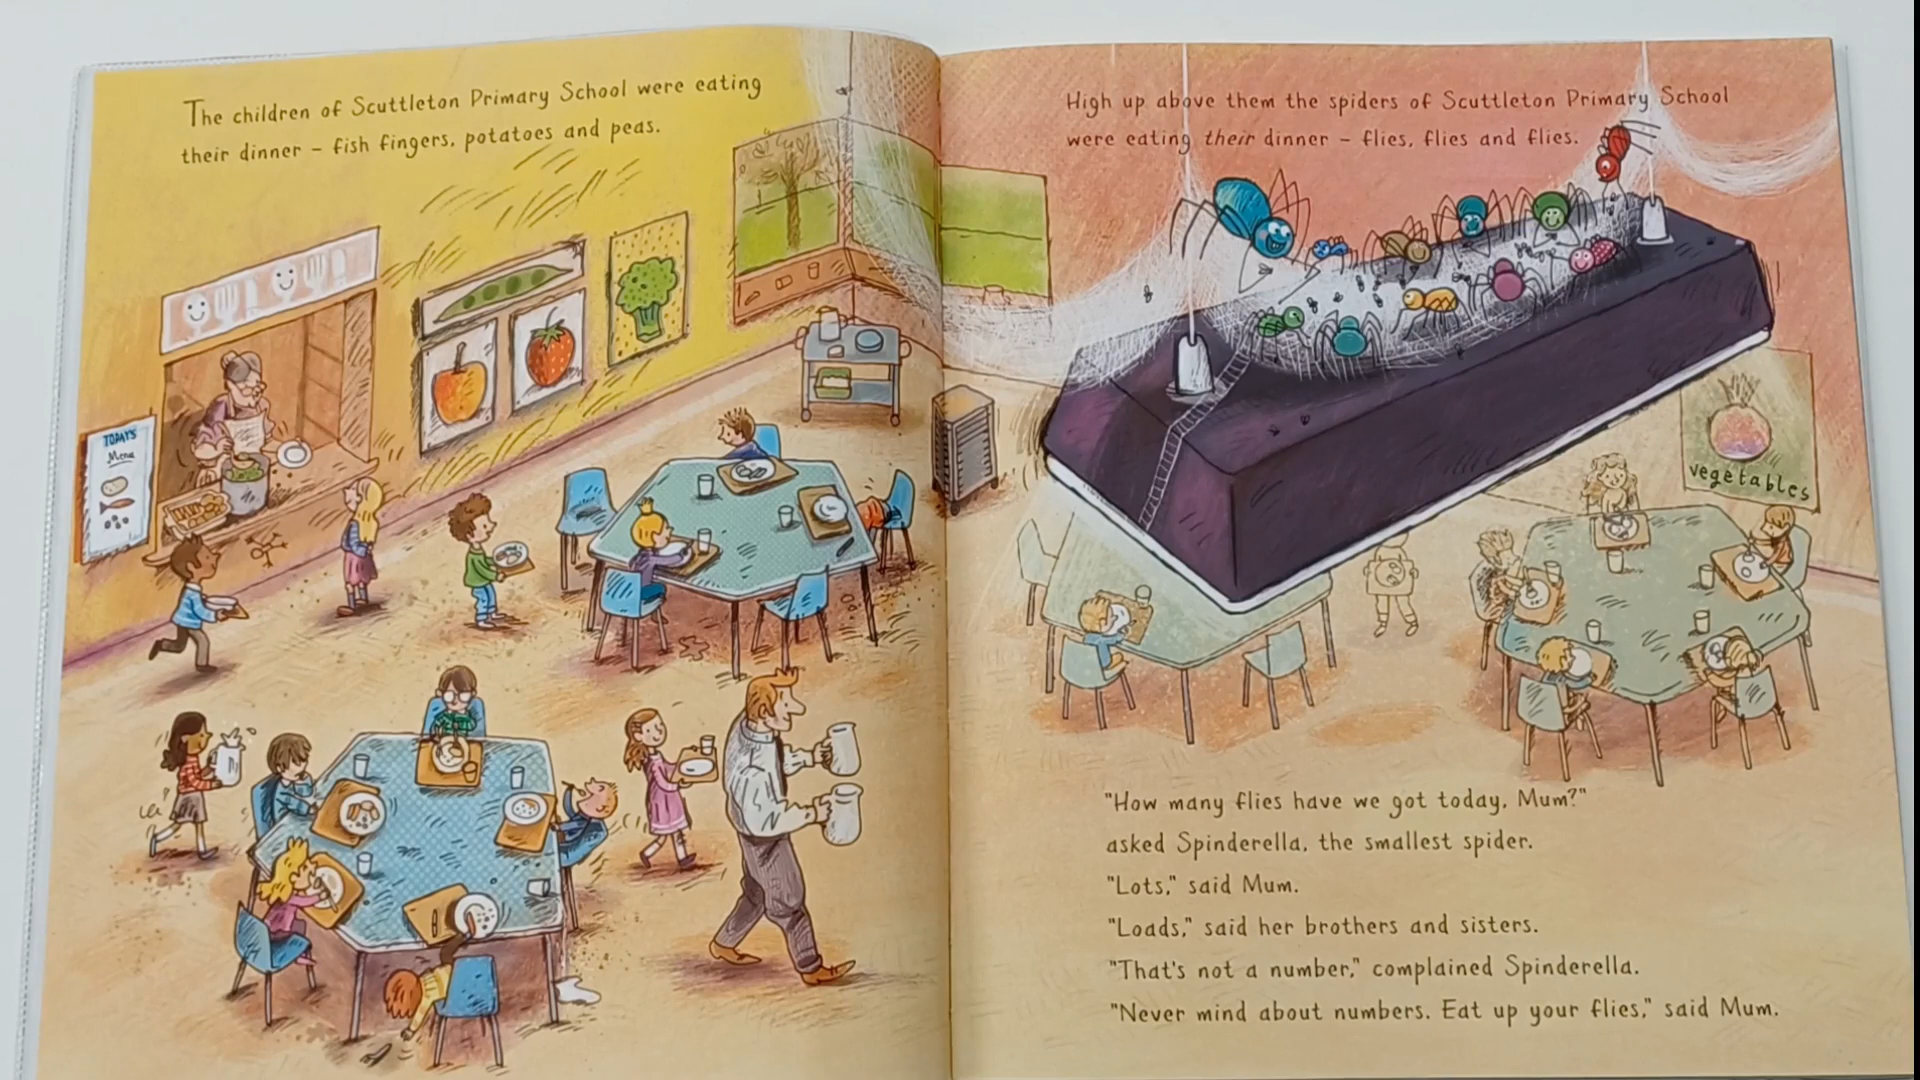 The children of Scuttleton Primary School were eating
their dinner – fish fingers, potatoes and peas.
TODAY'S
Menu
High up above them the spiders of Scuttleton Primary School
were eating their dinner – flies, flies and flies.
vegetables
"How many flies have we got today, Mum?"
asked Spinderella, the smallest spider.
"Lots," said Mum.
"Loads," said her brothers and sisters.
"That's not a number," complained Spinderella.
"Never mind about numbers. Eat up your flies," said Mum.